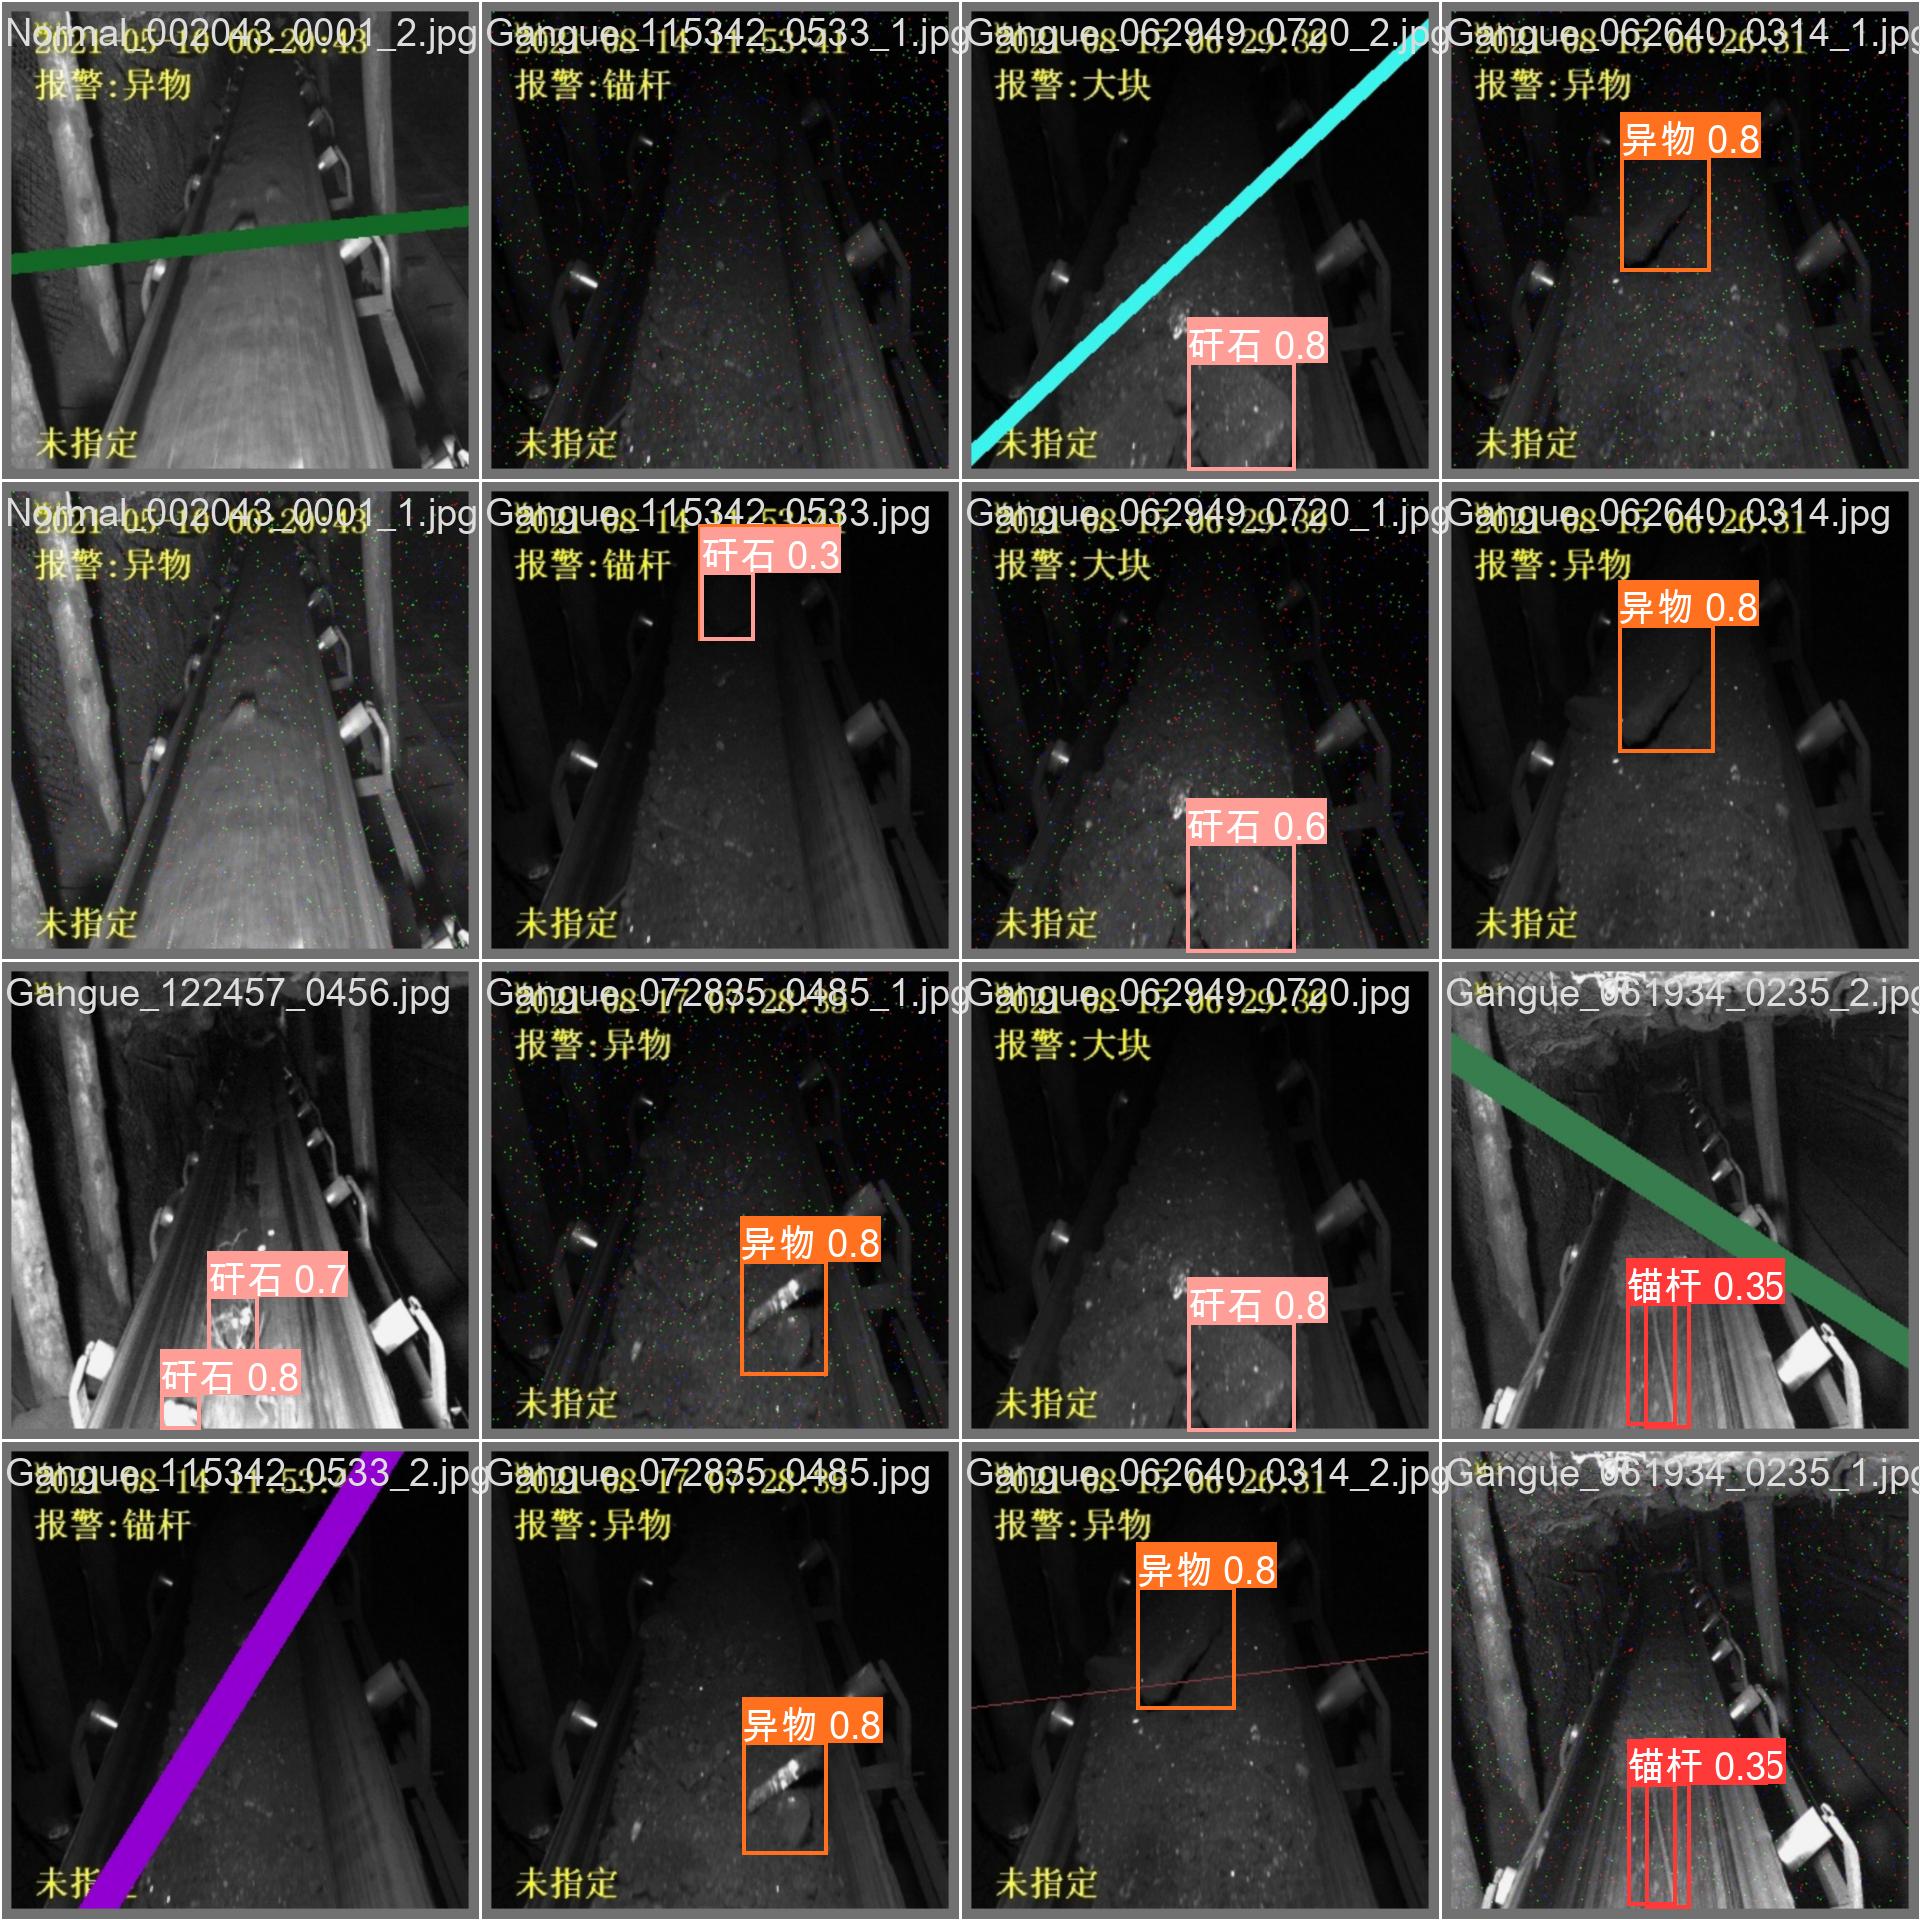 Normal_002043_0001_2.jpg
报警:异物
未指定
Gangue_115342_0533_1.jpg
报警:锚杆
未指定
Gangue_062949_0720_2.jpg
报警:大块
矸石 0.8
未指定
Gangue_062640_0314_1.jpg
报警:异物
异物 0.8
未指定
Normal_002043_0001_1.jpg
报警:异物
未指定
Gangue_115342_0533.jpg
报警:锚杆
矸石 0.3
未指定
Gangue_062949_0720_1.jpg
报警:大块
矸石 0.6
未指定
Gangue_062640_0314.jpg
报警:异物
异物 0.8
未指定
Gangue_122457_0456.jpg
矸石 0.7
矸石 0.8
Gangue_072835_0485_1.jpg
报警:异物
异物 0.8
未指定
Gangue_062949_0720.jpg
报警:大块
矸石 0.8
未指定
Gangue_061934_0235_2.jpg
锚杆 0.35
Gangue_115342_0533_2.jpg
报警:锚杆
Gangue_072835_0485.jpg
报警:异物
异物 0.8
未指定
Gangue_062640_0314_2.jpg
报警:异物
异物 0.8
未指定
Gangue_061934_0235_1.jpg
锚杆 0.35